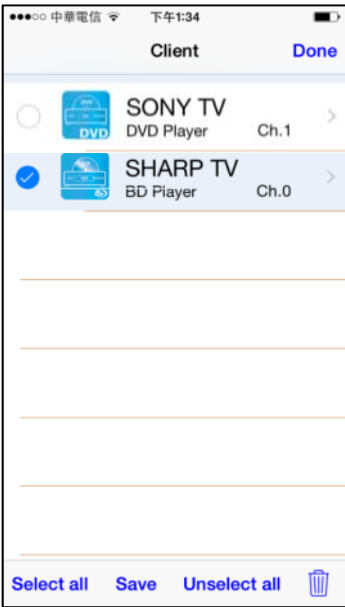 中華電信 下午1:34
Client Done
DVD
SONY TV
DVD Player Ch.1
SHARP TV
BD Player Ch.0
Select all Save Unselect all